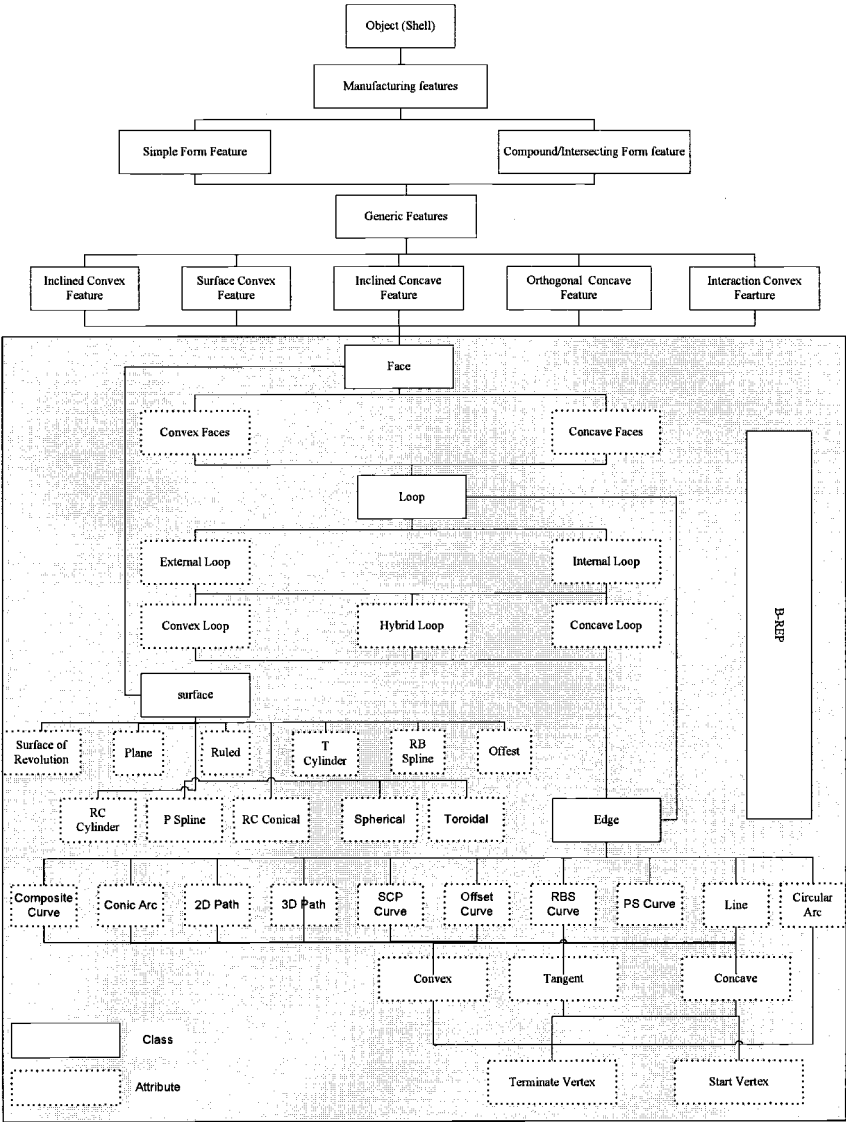 Object (Shell)
Manufacturing features
Simple Form Feature
Compound/Intersecting Form feature
Generic Features
Inclined Convex
Feature
Surface Convex
Feature
Inclined Concave
Feature
Orthogonal Concave
Feature
Interaction Convex
Fearture
Face
Convex Faces
Concave Faces
Loop
External Loop
Internal Loop
Convex Loop
Hybrid Loop
Concave Loop
B-REP
surface
Surface of
Revolution
Plane
Ruled
T
Cylinder
RB
Spline
Offest
RC
Cylinder
P Spline
RC Conical
Spherical
Toroidal
Edge
Composite
Curve
Conic Arc
2D Path
3D Path
SCP
Curve
Offset
Curve
RBS
Curve
PS Curve
Line
Circular
Arc
Convex
Tangent
Concave
Class
Attribute
Terminate Vertex
Start Vertex